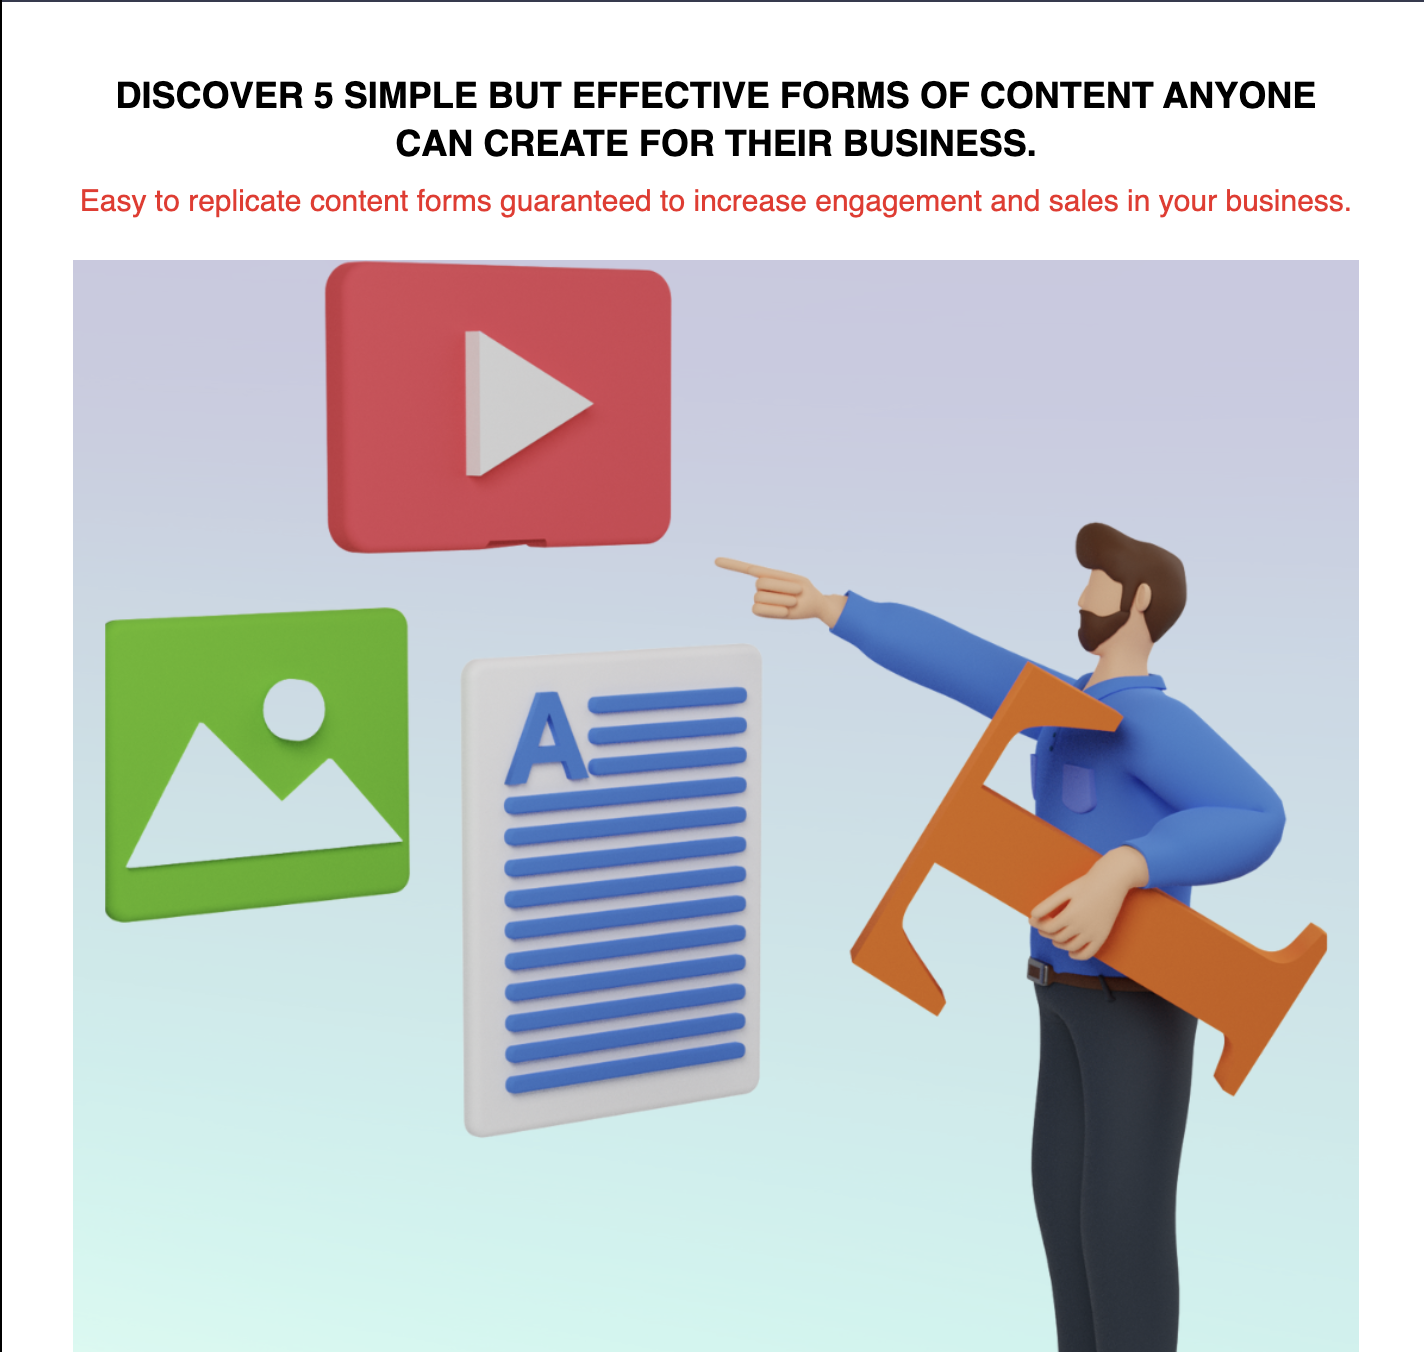 DISCOVER 5 SIMPLE BUT EFFECTIVE FORMS OF CONTENT ANYONE
CAN CREATE FOR THEIR BUSINESS.
Easy to replicate content forms guaranteed to increase engagement and sales in your business.
A
T